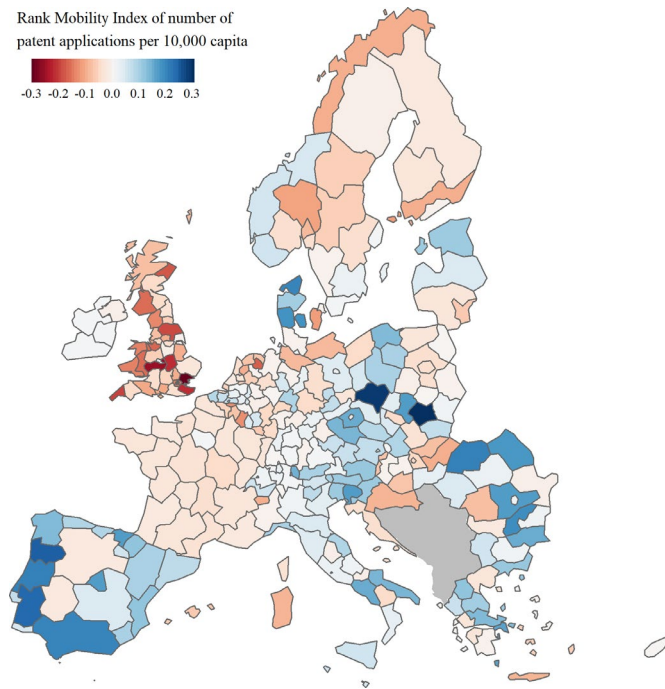 Rank Mobility Index of number of
patent applications per 10,000 capita
-0.3 -0.2 -0.1 0.0 0.1 0.2 0.3